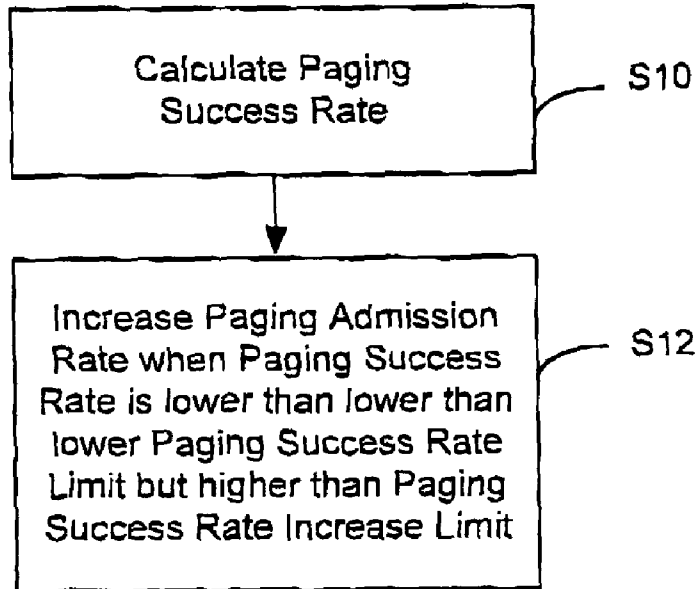 Calculate Paging
Success Rate
S10
Increase Paging Admission
Rate when Paging Success
Rate is lower than lower than
lower Paging Success Rate
Limit but higher than Paging
Success Rate Increase Limit
S12